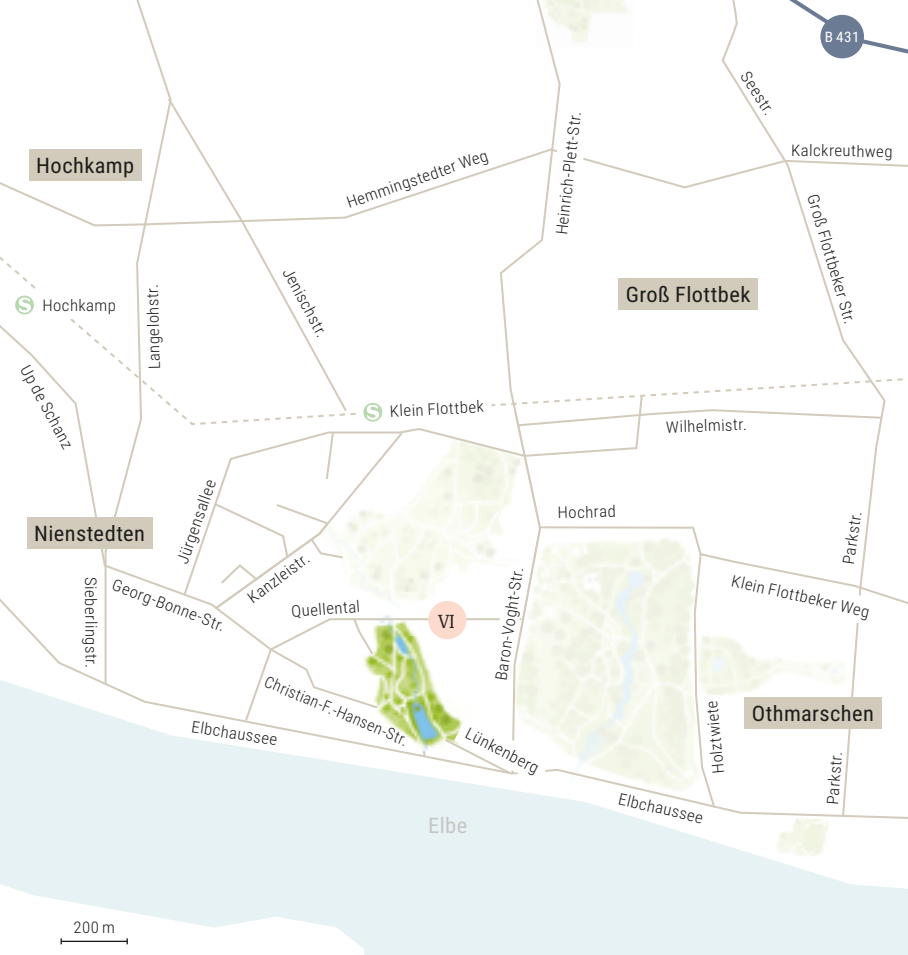 B 431
Seestr.
Kalckreuthweg
Hochkamp
Hemmingstedter Weg
Heinrich-Plett-Str.
Groß Flottbeker Str.
Groß Flottbek
S Hochkamp
Langelohstr.
Jenischstr.
Up de Schanz
S Klein Flottbek
Wilhelmistr.
Nienstedten
Jürgensallee
Hochrad
Parkstr.
Sieberlingstr.
Georg-Bonne-Str.
Kanzleistr.
Quellental
VI
Baron-Voght-Str.
Klein Flottbeker Weg
Christian-F.-Hansen-Str.
Lünkenberg
Holztwiete
Othmarschen
Elbchaussee
Elbchaussee
Parkstr.
Elbe
200 m